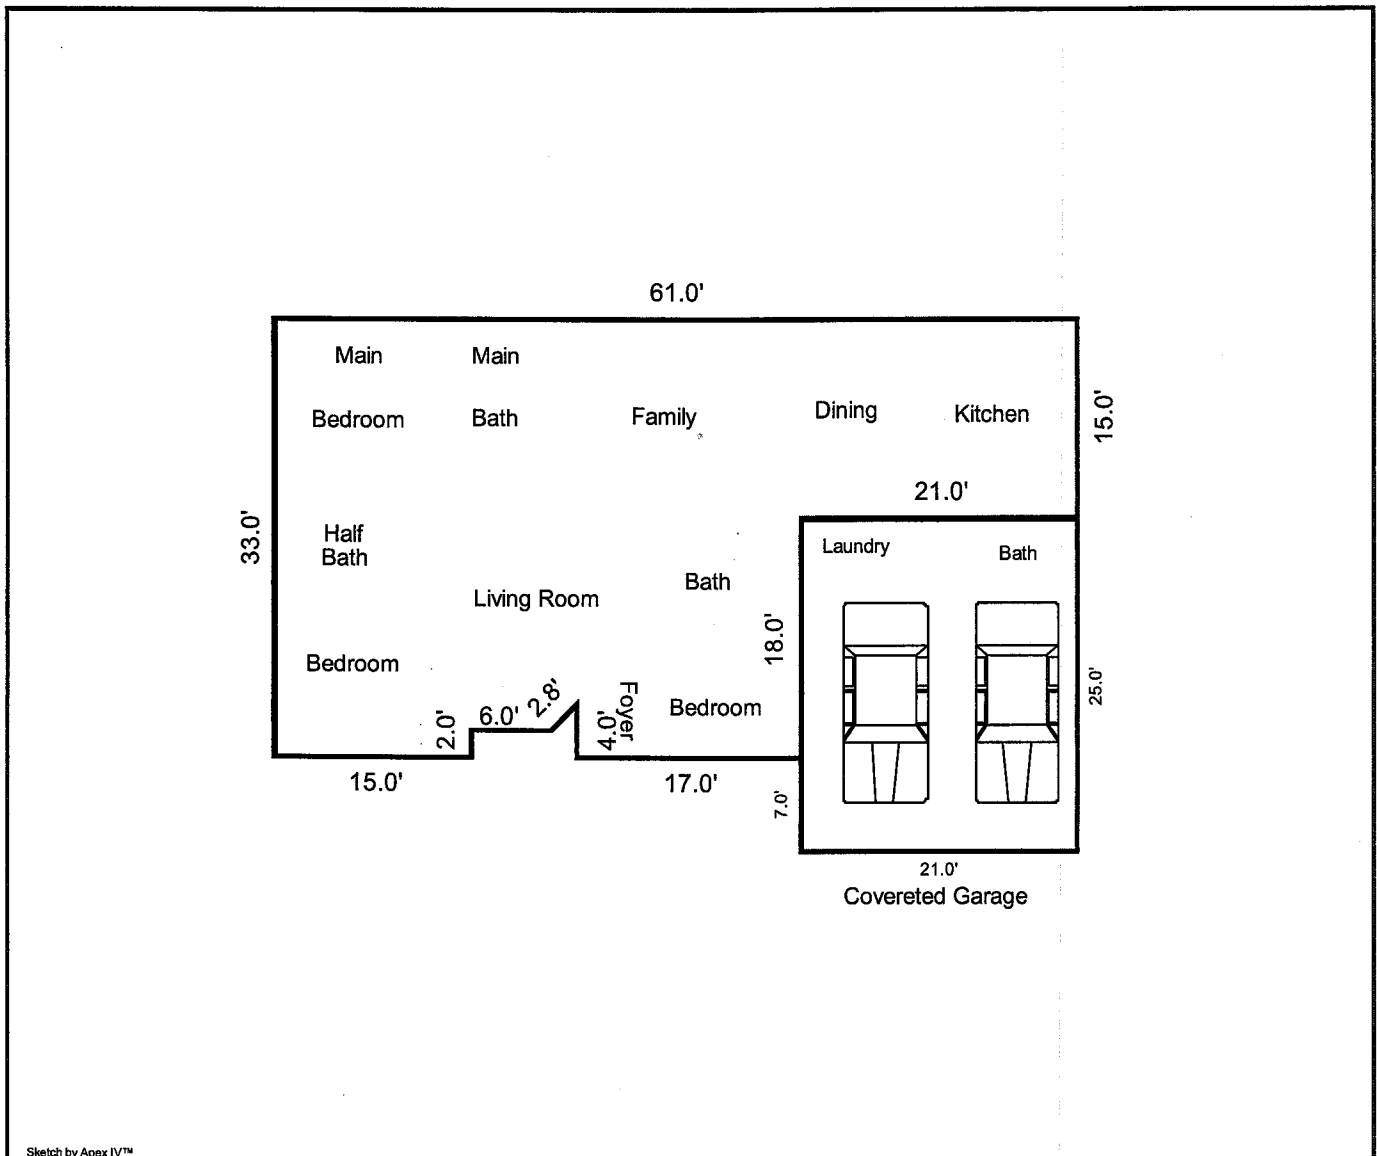 61.0'
Main
Main
Bedroom
Bath
Family
Dining
Kitchen
15.0'
21.0'
33.0'
Half
Bath
Laundry
Bath
Living Room
Bath
18.0'
Bedroom
25.0'
2.0'
6.0'
2.8'
4.0'
Foyer
Bedroom
15.0'
17.0'
7.0'
21.0'
Covereted Garage
Sketch by Apex IV™